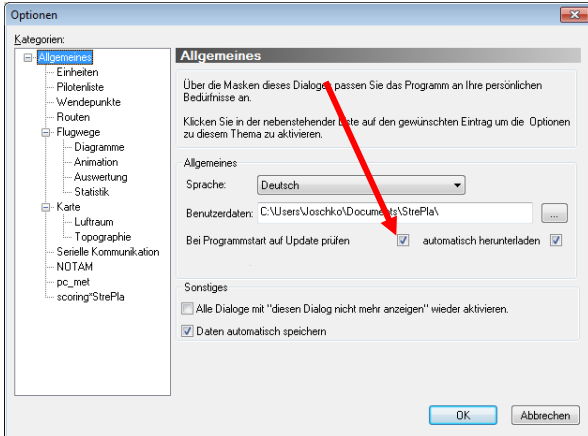 Optionen
Kategorien:
Allgemeines
Einheiten
Pilotenliste
Wendepunkte
Routen
Flugwege
Diagramme
Animation
Auswertung
Statistik
Karte
Luftraum
Topographie
Serielle Kommunikation
NOTAM
pc_met
scoring*StrePla
Allgemeines
Über die Masken dieses Dialoges passen Sie das Programm an Ihre persönlichen
Bedürfnisse an.
Klicken Sie in der nebenstehender Liste auf den gewünschten Eintrag um die Optionen
zu diesem Thema zu aktivieren.
Allgemeines
Sprache: Deutsch
Benutzerdaten: C:\Users\Joschko\Documents\StrePla\ ...
Bei Programmstart auf Update prüfen automatisch herunterladen
Sonstiges
Alle Dialoge mit "diesen Dialog nicht mehr anzeigen" wieder aktivieren.
Daten automatisch speichern
OK Abbrechen